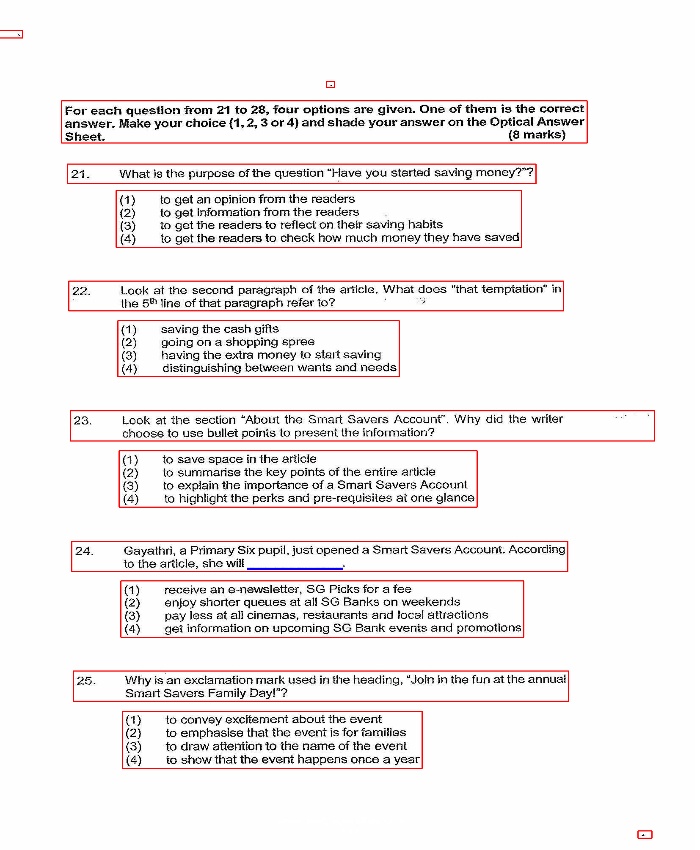 For each question from 21 to 28, four options are given. One of them is the correct
answer. Make your choice (1, 2, 3 or 4) and shade your answer on the Optical Answer
Sheet. (8 marks)
21. What is the purpose of the question "Have you started saving money?"?
(1) to get an opinion from the readers
(2) to get information from the readers
(3) to get the readers to reflect on their saving habits
(4) to get the readers to check how much money they have saved
22. Look at the second paragraph of the article. What does "that temptation" in
the 5th line of that paragraph refer to?
(1) saving the cash gifts
(2) going on a shopping spree
(3) having the extra money to start saving
(4) distinguishing between wants and needs
23. Look at the section "About the Smart Savers Account". Why did the writer
choose to use bullet points to present the information?
(1) to save space in the article
(2) to summarise the key points of the entire article
(3) to explain the importance of a Smart Savers Account
(4) to highlight the perks and pre-requisites at one glance
24. Gayathri, a Primary Six pupil, just opened a Smart Savers Account. According
to the article, she will ______________.
(1) receive an e-newsletter, SG Picks for a fee
(2) enjoy shorter queues at all SG Banks on weekends
(3) pay less at all cinemas, restaurants and local attractions
(4) get information on upcoming SG Bank events and promotions
25. Why is an exclamation mark used in the heading, "Join in the fun at the annual
Smart Savers Family Day!"?
(1) to convey excitement about the event
(2) to emphasise that the event is for families
(3) to draw attention to the name of the event
(4) to show that the event happens once a year